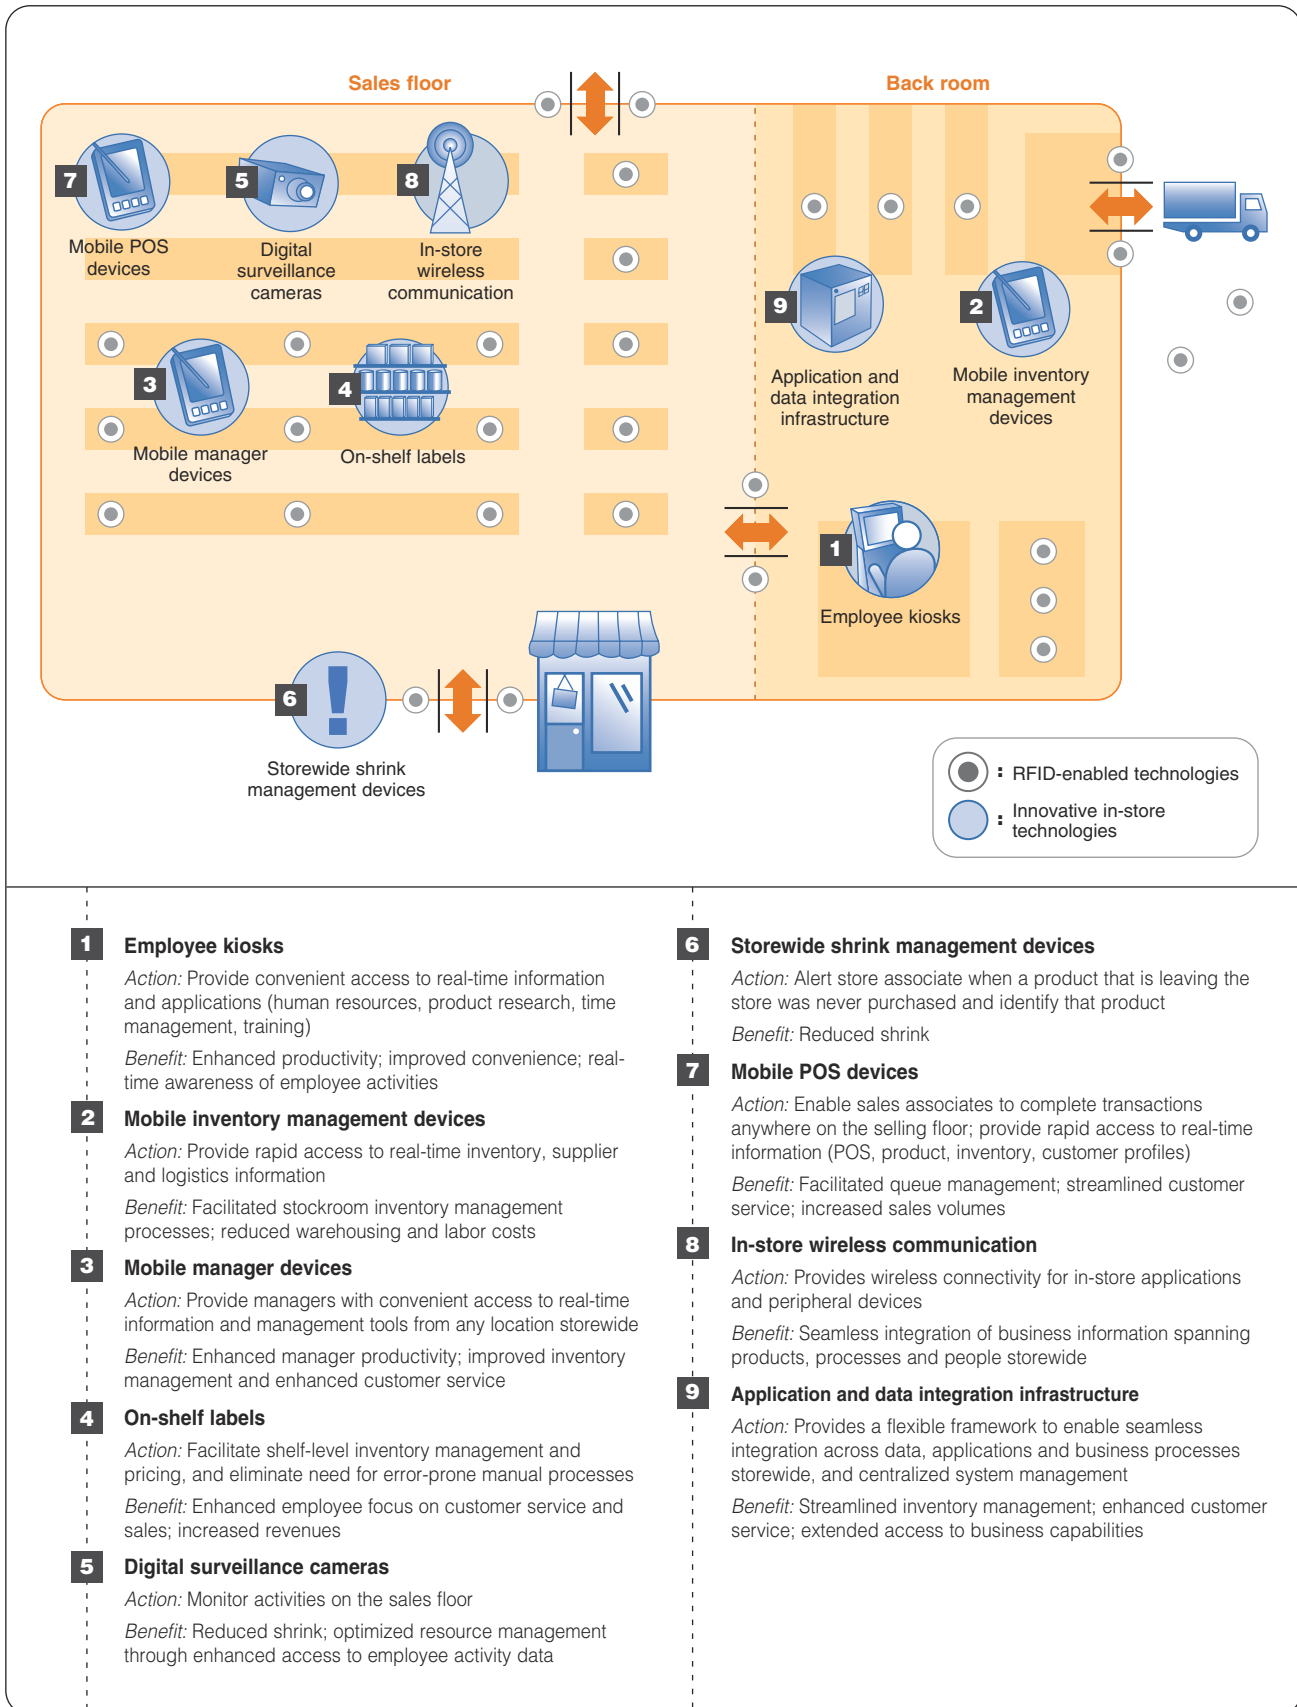 Sales floor
Back room
7
Mobile POS
devices
5
Digital
surveillance
cameras
8
In-store
wireless
communication
9
Application and
data integration
infrastructure
2
Mobile inventory
management
devices
3
Mobile manager
devices
4
On-shelf labels
1
Employee kiosks
6
Storewide shrink
management devices
: RFID-enabled technologies
: Innovative in-store
technologies
1 Employee kiosks
Action: Provide convenient access to real-time information
and applications (human resources, product research, time
management, training)
Benefit: Enhanced productivity; improved convenience; real-
time awareness of employee activities
2 Mobile inventory management devices
Action: Provide rapid access to real-time inventory, supplier
and logistics information
Benefit: Facilitated stockroom inventory management
processes; reduced warehousing and labor costs
3 Mobile manager devices
Action: Provide managers with convenient access to real-time
information and management tools from any location storewide
Benefit: Enhanced manager productivity; improved inventory
management and enhanced customer service
4 On-shelf labels
Action: Facilitate shelf-level inventory management and
pricing, and eliminate need for error-prone manual processes
Benefit: Enhanced employee focus on customer service and
sales; increased revenues
5 Digital surveillance cameras
Action: Monitor activities on the sales floor
Benefit: Reduced shrink; optimized resource management
through enhanced access to employee activity data
6 Storewide shrink management devices
Action: Alert store associate when a product that is leaving the
store was never purchased and identify that product
Benefit: Reduced shrink
7 Mobile POS devices
Action: Enable sales associates to complete transactions
anywhere on the selling floor; provide rapid access to real-time
information (POS, product, inventory, customer profiles)
Benefit: Facilitated queue management; streamlined customer
service; increased sales volumes
8 In-store wireless communication
Action: Provides wireless connectivity for in-store applications
and peripheral devices
Benefit: Seamless integration of business information spanning
products, processes and people storewide
9 Application and data integration infrastructure
Action: Provides a flexible framework to enable seamless
integration across data, applications and business processes
storewide, and centralized system management
Benefit: Streamlined inventory management; enhanced customer
service; extended access to business capabilities